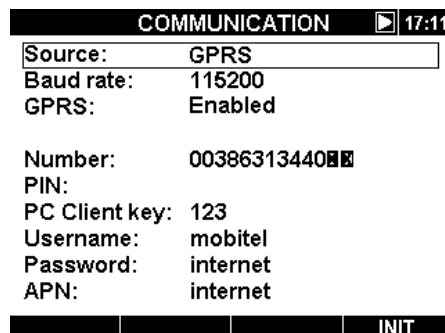 COMMUNICATION 17:11
Source: GPRS
Baud rate: 115200
GPRS: Enabled
Number: 00386313440
PIN:
PC Client key: 123
Username: mobitel
Password: internet
APN: internet
INIT